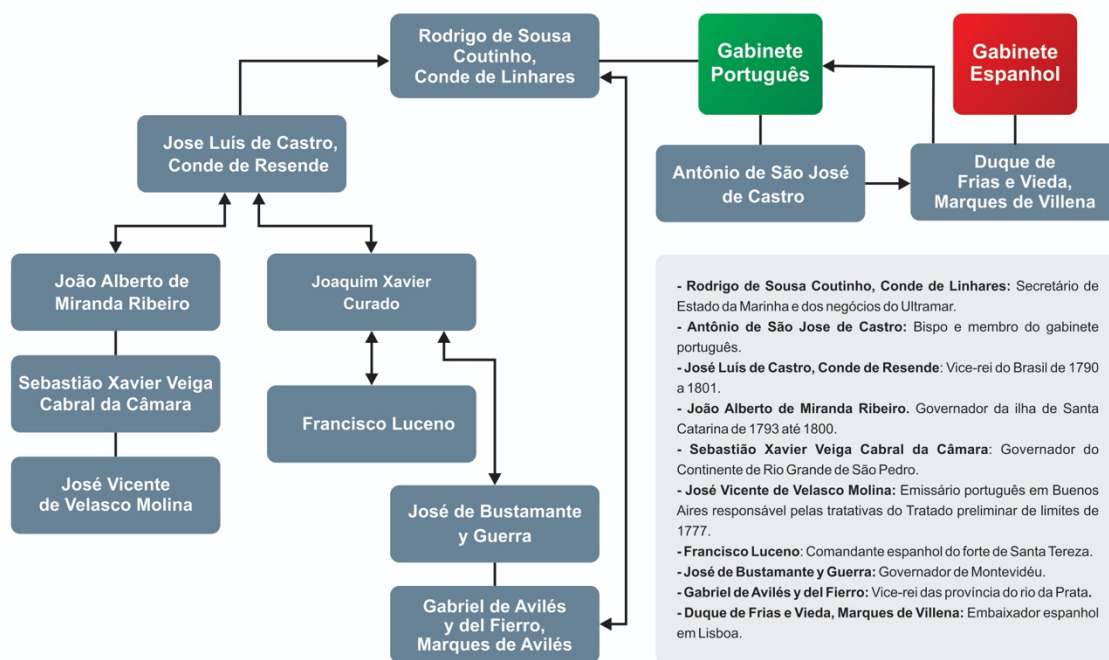 Rodrigo de Sousa
Coutinho,
Conde de Linhares
Gabinete
Português
Gabinete
Espanhol
Jose Luís de Castro,
Conde de Resende
Antônio de São José
de Castro
Duque de
Frias e Vieda,
Marques de Villena
João Alberto de
Miranda Ribeiro
Joaquim Xavier
Curado
Sebastião Xavier Veiga
Cabral da Câmara
Francisco Luceno
José Vicente
de Velasco Molina
José de Bustamante
y Guerra
Gabriel de Avilés
y del Fierro,
Marques de Avilés
- Rodrigo de Sousa Coutinho, Conde de Linhares: Secretário de
Estado da Marinha e dos negócios do Ultramar.
- Antônio de São Jose de Castro: Bispo e membro do gabinete
português.
- José Luís de Castro, Conde de Resende: Vice-rei do Brasil de 1790
a 1801.
- João Alberto de Miranda Ribeiro. Governador da ilha de Santa
Catarina de 1793 até 1800.
- Sebastião Xavier Veiga Cabral da Câmara: Governador do
Continente de Rio Grande de São Pedro.
- José Vicente de Velasco Molina: Emissário português em Buenos
Aires responsável pelas tratativas do Tratado preliminar de limites de
1777.
- Francisco Luceno: Comandante espanhol do forte de Santa Tereza.
- José de Bustamante y Guerra: Governador de Montevidéu.
- Gabriel de Avilés y del Fierro: Vice-rei das província do rio da Prata.
- Duque de Frias e Vieda, Marques de Villena: Embaixador espanhol
em Lisboa.